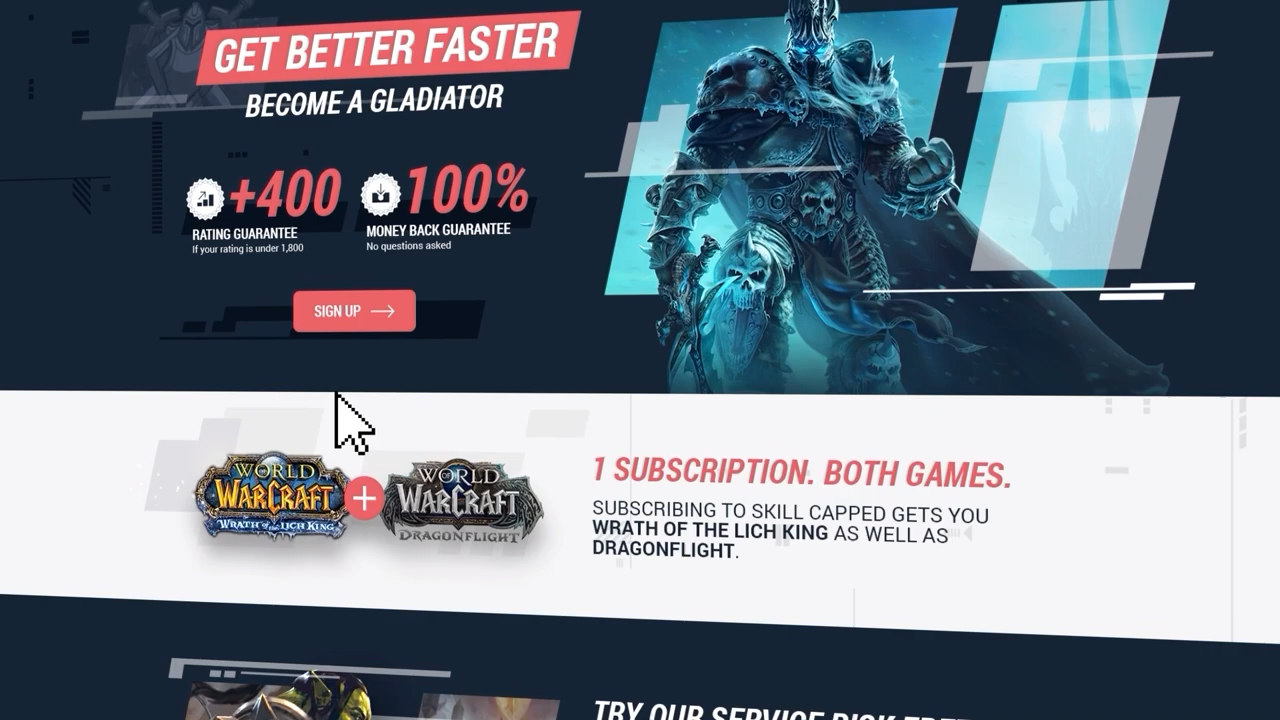 GET BETTER FASTER
BECOME A GLADIATOR
+400
RATING GUARANTEE
If your rating is under 1,800
100%
MONEY BACK GUARANTEE
No questions asked
SIGN UP
WORLD
WARCRAFT
WRATH of the LICH KING
+
WORLD
WARCRAFT
DRAGONFLIGHT
1 SUBSCRIPTION. BOTH GAMES.
SUBSCRIBING TO SKILL CAPPED GETS YOU
WRATH OF THE LICH KING AS WELL AS
DRAGONFLIGHT.
TRY OUR SERVICE RISK FREE